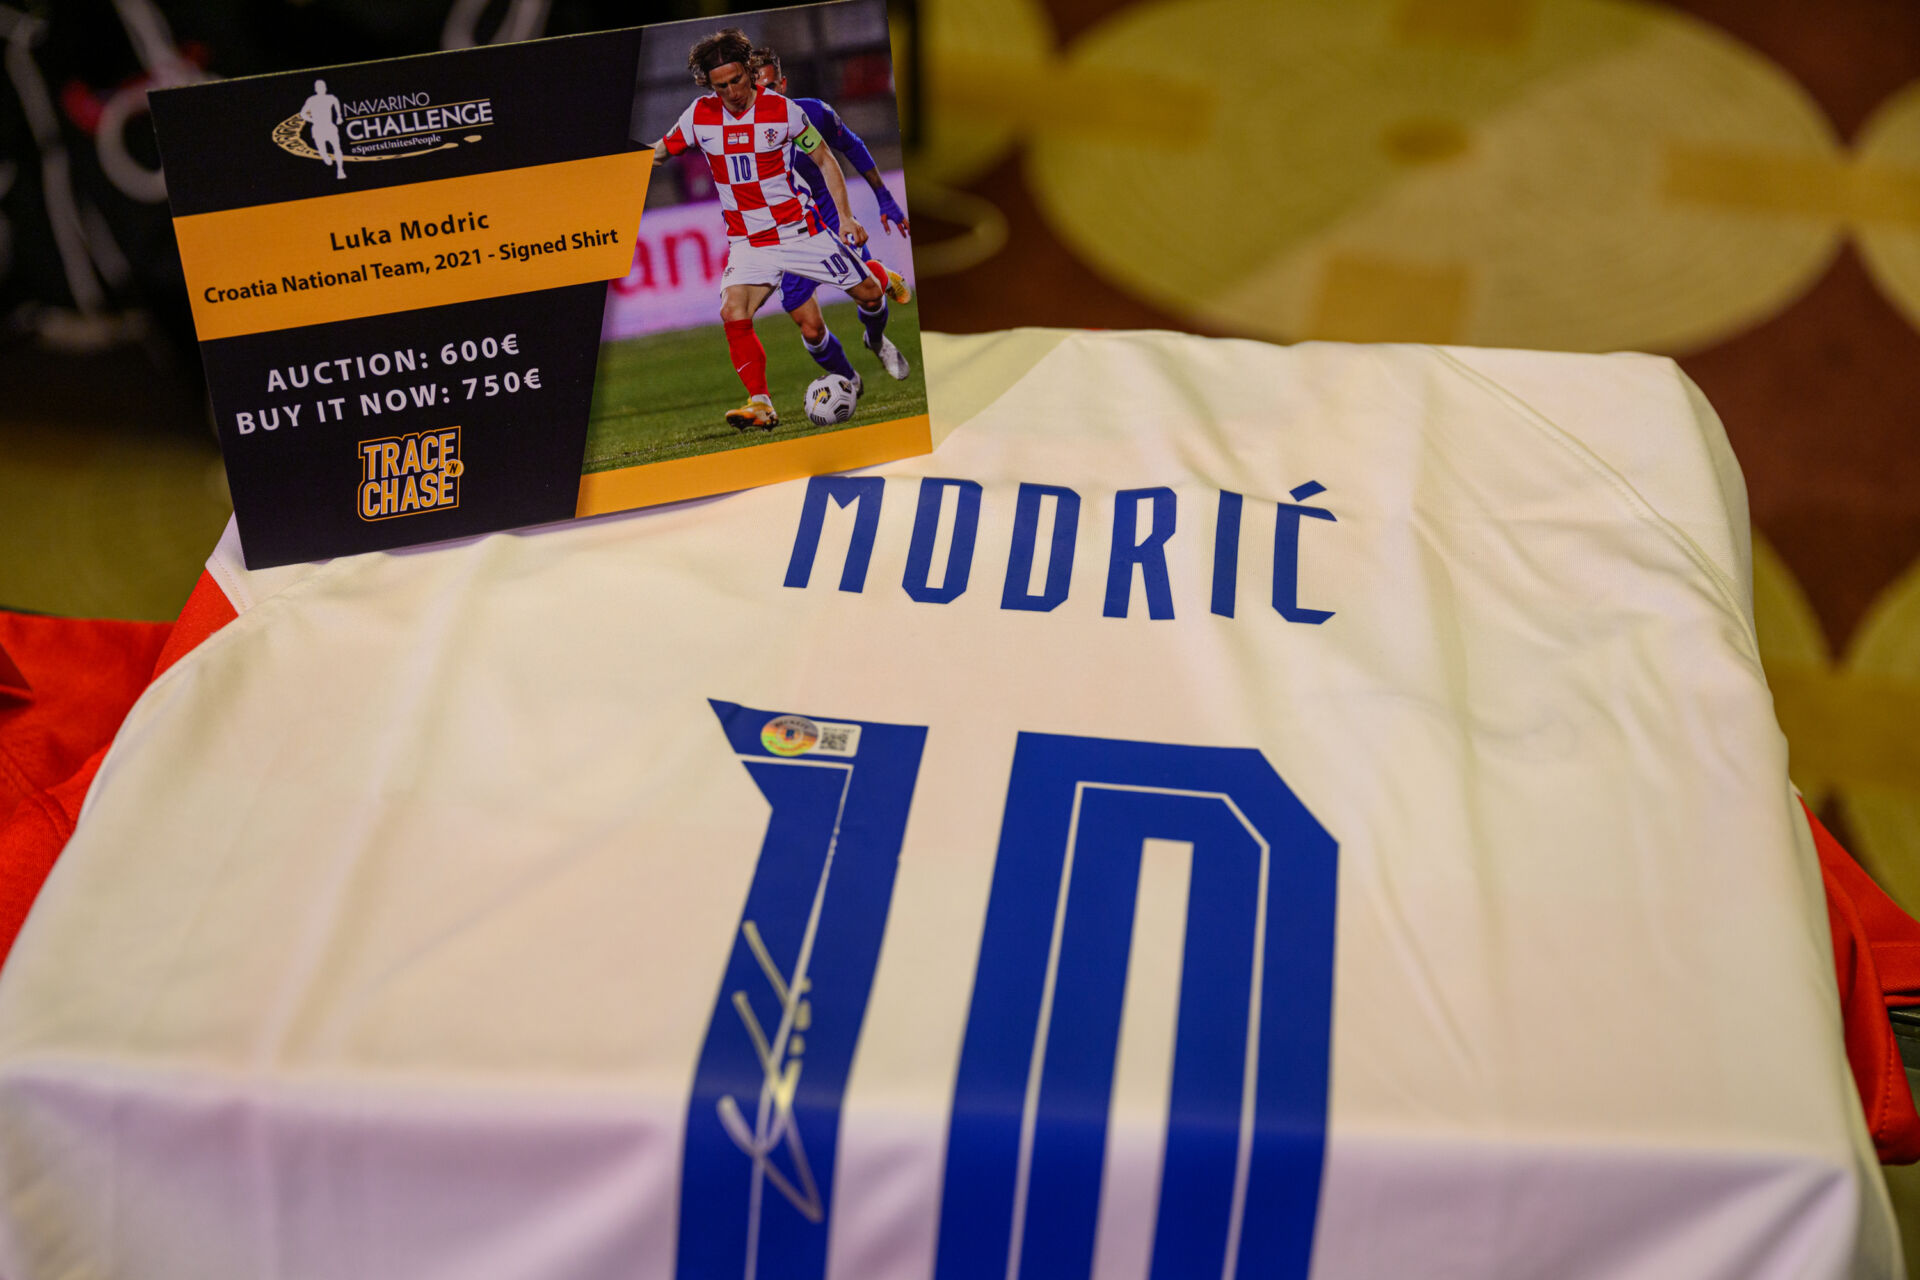 NAVARINO
CHALLENGE
#SportsUnitesPeople
Luka Modric
Croatia National Team, 2021 - Signed Shirt
AUCTION: 600€
BUY IT NOW: 750€
TRACE 'N
CHASE
10
C
10
MODRIĆ
10